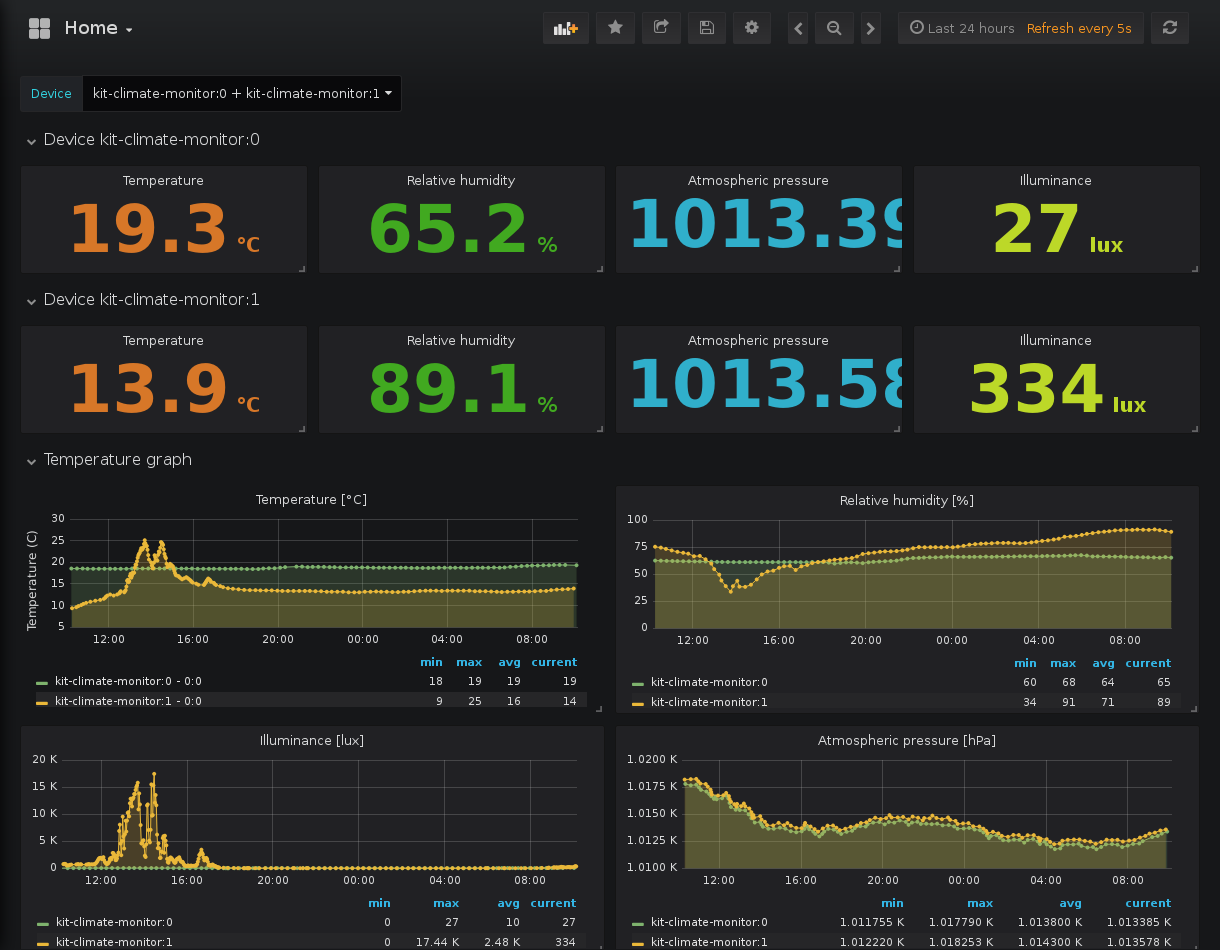 Home
Last 24 hours Refresh every 5s
Device kit-climate-monitor:0 + kit-climate-monitor:1
Device kit-climate-monitor:0
Temperature Relative humidity Atmospheric pressure Illuminance
19.3 °C 65.2 % 1013.39 27 lux
Device kit-climate-monitor:1
Temperature Relative humidity Atmospheric pressure Illuminance
13.9 °C 89.1 % 1013.58 334 lux
Temperature graph
Temperature [°C]
Temperature (C)
30
25
20
15
10
5
12:00 16:00 20:00 00:00 04:00 08:00
min max avg current
kit-climate-monitor:0 - 0:0 18 19 19 19
kit-climate-monitor:1 - 0:0 9 25 16 14
Relative humidity [%]
100
75
50
25
0
12:00 16:00 20:00 00:00 04:00 08:00
min max avg current
kit-climate-monitor:0 60 68 64 65
kit-climate-monitor:1 34 91 71 89
Illuminance [lux]
20 K
15 K
10 K
5 K
0
12:00 16:00 20:00 00:00 04:00 08:00
min max avg current
kit-climate-monitor:0 0 27 10 27
kit-climate-monitor:1 0 17.44 K 2.48 K 334
Atmospheric pressure [hPa]
1.0200 K
1.0175 K
1.0150 K
1.0125 K
1.0100 K
12:00 16:00 20:00 00:00 04:00 08:00
min max avg current
kit-climate-monitor:0 1.011755 K 1.017790 K 1.013800 K 1.013385 K
kit-climate-monitor:1 1.012220 K 1.018253 K 1.014300 K 1.013578 K